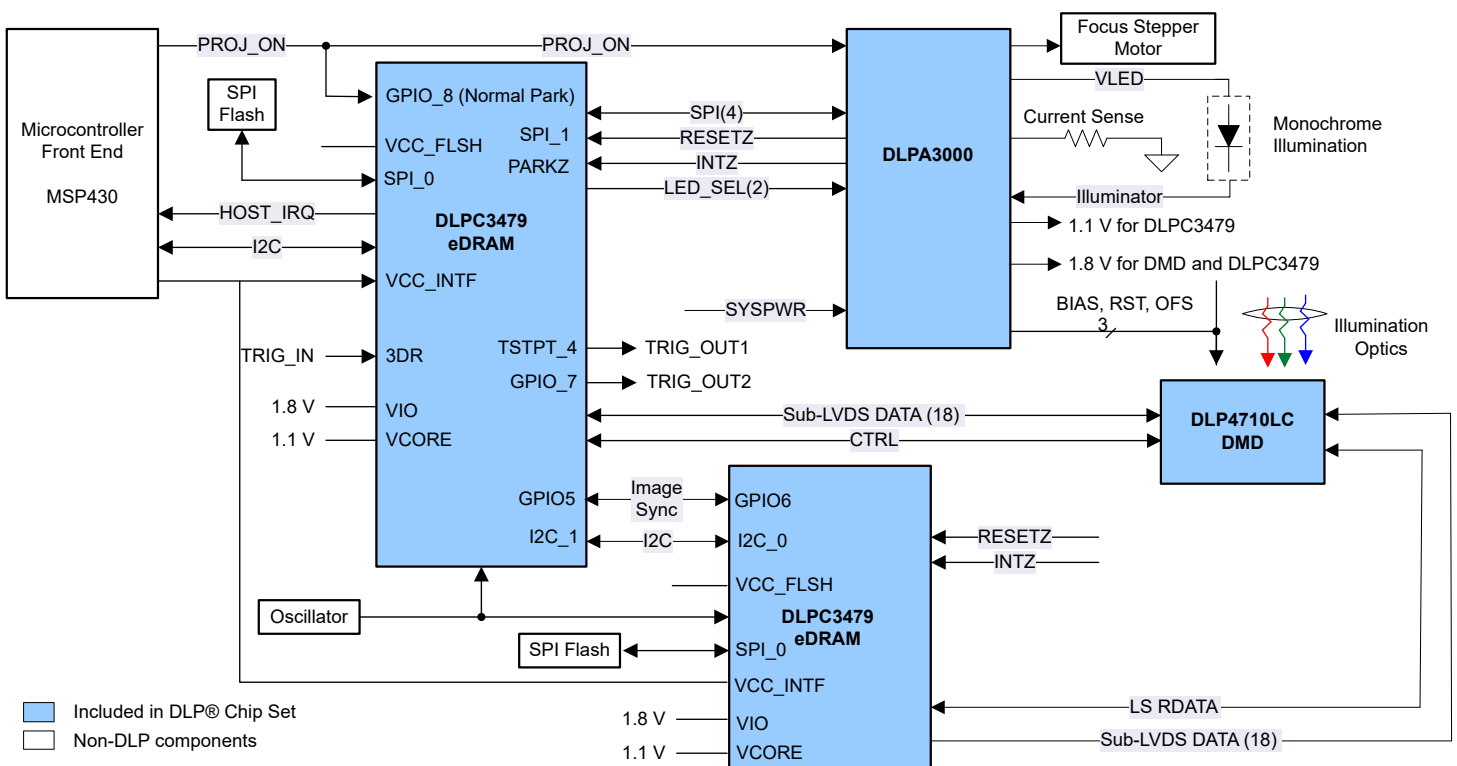 PROJ_ON
PROJ_ON
Focus Stepper
Motor
Microcontroller
Front End
MSP430
SPI
Flash
GPIO_8 (Normal Park)
VCC_FLSH
SPI_0
SPI_1
PARKZ
DLPC3479
eDRAM
HOST_IRQ
I2C
VCC_INTF
SPI(4)
RESETZ
INTZ
LED_SEL(2)
DLPA3000
VLED
Current Sense
Monochrome
Illumination
Illuminator
1.1 V for DLPC3479
1.8 V for DMD and DLPC3479
BIAS, RST, OFS
3
SYSPWR
Illumination
Optics
TRIG_IN
3DR
TSTPT_4
TRIG_OUT1
GPIO_7
TRIG_OUT2
1.8 V
VIO
1.1 V
VCORE
Sub-LVDS DATA (18)
CTRL
DLP4710LC
DMD
GPIO5
Image
Sync
GPIO6
I2C_1
I2C
I2C_0
RESETZ
INTZ
VCC_FLSH
Oscillator
DLPC3479
eDRAM
SPI Flash
SPI_0
VCC_INTF
LS RDATA
1.8 V
VIO
Sub-LVDS DATA (18)
1.1 V
VCORE
Included in DLP® Chip Set
Non-DLP components